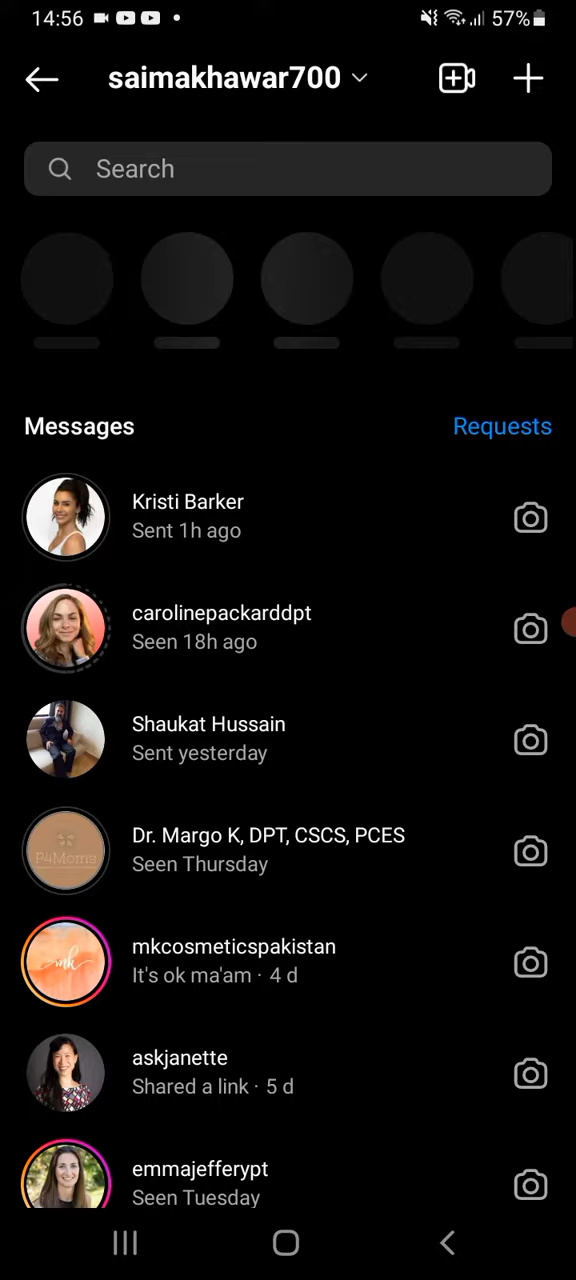 14:56
57%
saimakhawar700
Search
Messages
Requests
Kristi Barker
Sent 1h ago
carolinepackarddpt
Seen 18h ago
Shaukat Hussain
Sent yesterday
Dr. Margo K, DPT, CSCS, PCES
Seen Thursday
P4Moms
mkcosmeticspakistan
It's ok ma'am · 4 d
mk
askjanette
Shared a link · 5 d
emmajefferypt
Seen Tuesday